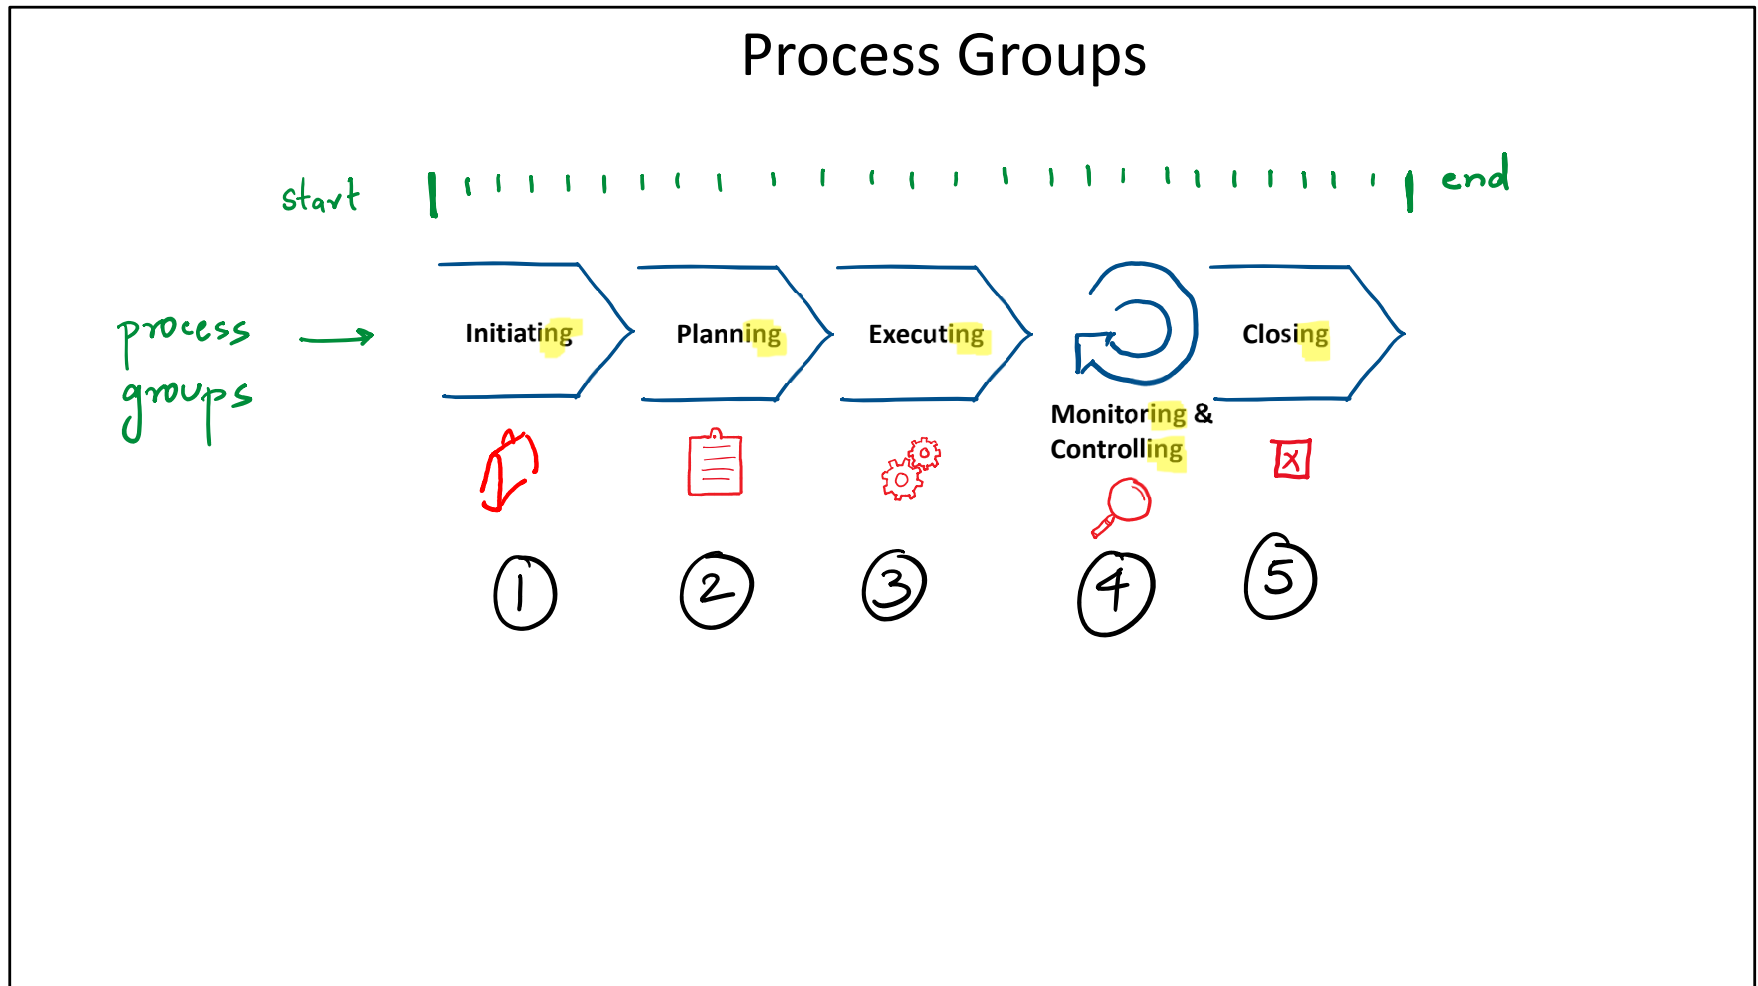 Process Groups
start
end
process
groups
Initiating
Planning
Executing
Monitoring &
Controlling
Closing
X
1
2
3
4
5